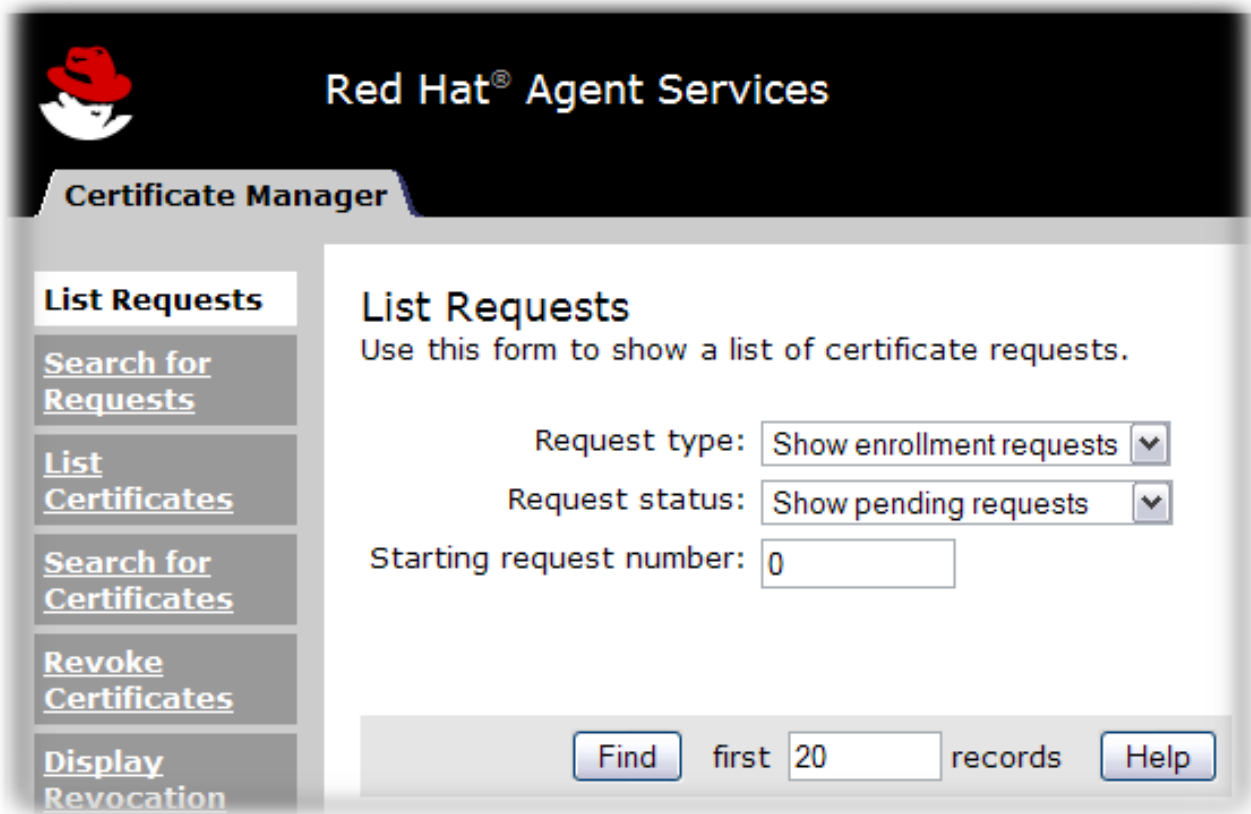 Red Hat® Agent Services
Certificate Manager
List Requests
Search for
Requests
List
Certificates
Search for
Certificates
Revoke
Certificates
Display
Revocation
List Requests
Use this form to show a list of certificate requests.
Request type: Show enrollment requests
Request status: Show pending requests
Starting request number: 0
Find first 20 records Help